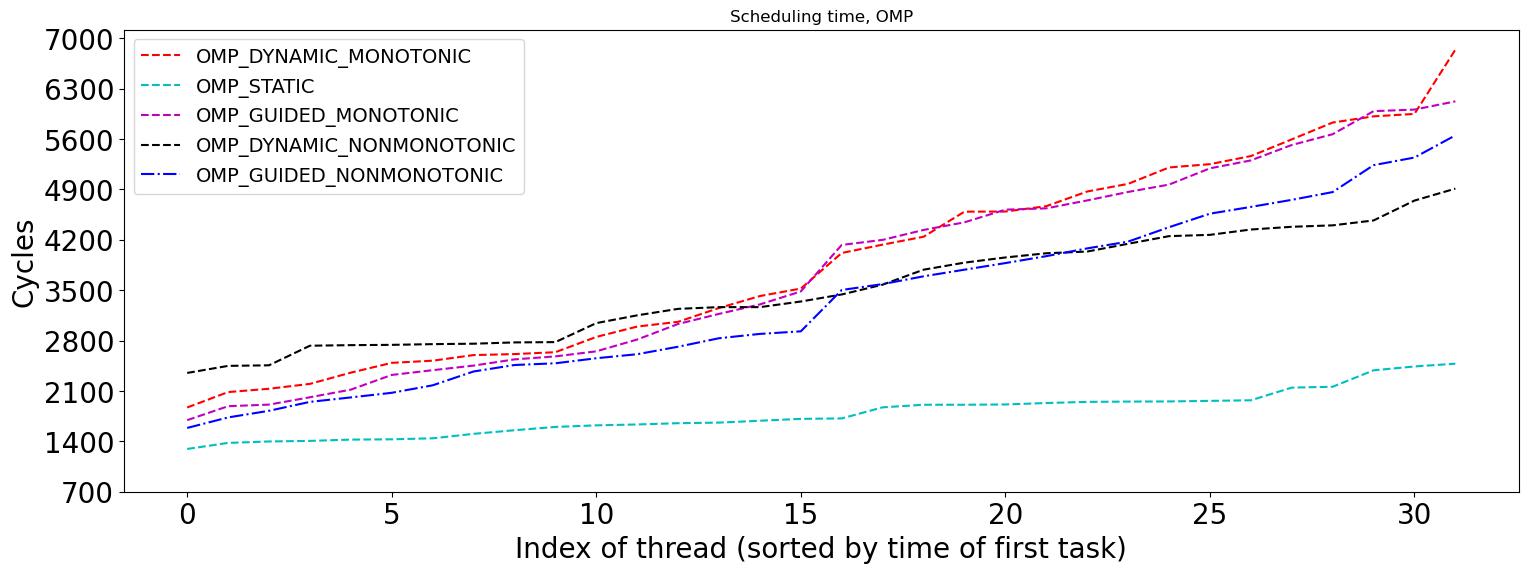 Scheduling time, OMP
7000
6300
5600
4900
4200
3500
2800
2100
1400
700
Cycles
OMP_DYNAMIC_MONOTONIC
OMP_STATIC
OMP_GUIDED_MONOTONIC
OMP_DYNAMIC_NONMONOTONIC
OMP_GUIDED_NONMONOTONIC
0 5 10 15 20 25 30
Index of thread (sorted by time of first task)